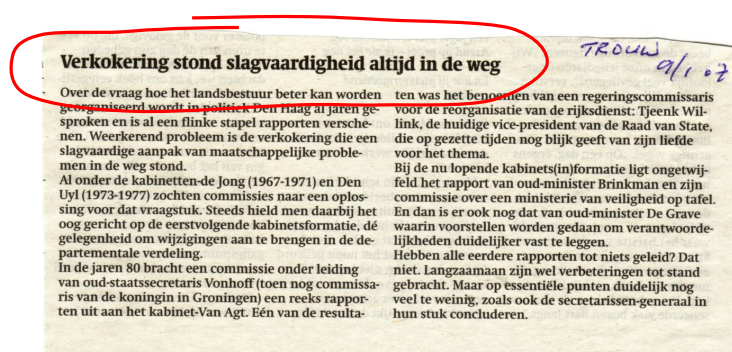 Verkokering stond slagvaardigheid altijd in de weg
TROUW
9/1 07
Over de vraag hoe het landsbestuur beter kan worden
georganiseerd wordt in politiek Den Haag al jaren ge-
sproken en is al een flinke stapel rapporten versche-
nen. Weerkerend probleem is de verkokering die een
slagvaardige aanpak van maatschappelijke proble-
men in de weg stond.
Al onder de kabinetten-de Jong (1967-1971) en Den
Uyl (1973-1977) zochten commissies naar een oplos-
sing voor dat vraagstuk. Steeds hield men daarbij het
oog gericht op de eerstvolgende kabinetsformatie, dé
gelegenheid om wijzigingen aan te brengen in de de-
partementale verdeling.
In de jaren 80 bracht een commissie onder leiding
van oud-staatssecretaris Vonhoff (toen nog commissa-
ris van de koningin in Groningen) een reeks rappor-
ten uit aan het kabinet-Van Agt. Eén van de resulta-
ten was het benoemen van een regeringscommissaris
voor de reorganisatie van de rijksdienst: Tjeenk Wil-
link, de huidige vice-president van de Raad van State,
die op gezette tijden nog blijk geeft van zijn liefde
voor het thema.
Bij de nu lopende kabinets(in)formatie ligt ongetwij-
feld het rapport van oud-minister Brinkman en zijn
commissie over een ministerie van veiligheid op tafel.
En dan is er ook nog dat van oud-minister De Grave
waarin voorstellen worden gedaan om verantwoorde-
lijkheden duidelijker vast te leggen.
Hebben alle eerdere rapporten tot niets geleid? Dat
niet. Langzaamaan zijn wel verbeteringen tot stand
gebracht. Maar op essentiële punten duidelijk nog
veel te weinig, zoals ook de secretarissen-generaal in
hun stuk concluderen.